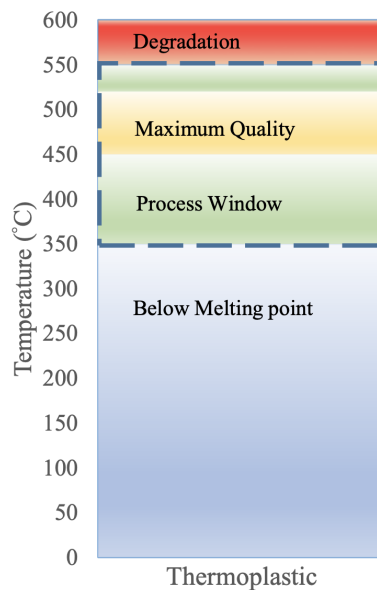 600
Degradation
550
500
Maximum Quality
450
400
Process Window
350
300
Below Melting point
250
200
150
100
50
0
Temperature (°C)
Thermoplastic